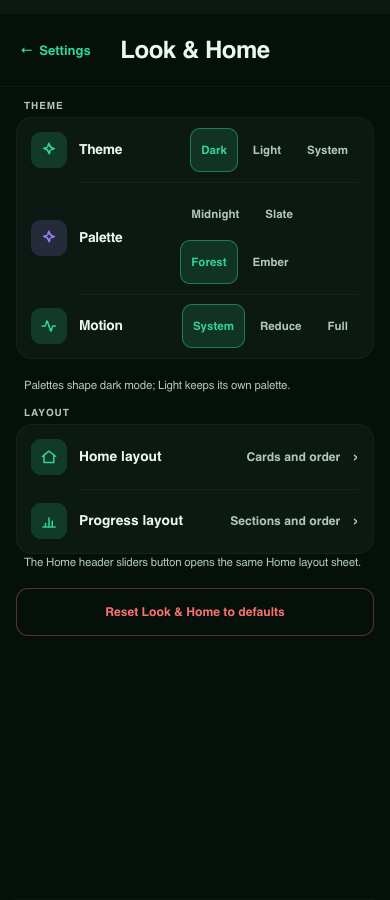 ← Settings Look & Home
THEME
Theme Dark Light System
Midnight Slate
Palette
Forest Ember
Motion System Reduce Full
Palettes shape dark mode; Light keeps its own palette.
LAYOUT
Home layout Cards and order ›
Progress layout Sections and order ›
The Home header sliders button opens the same Home layout sheet.
Reset Look & Home to defaults